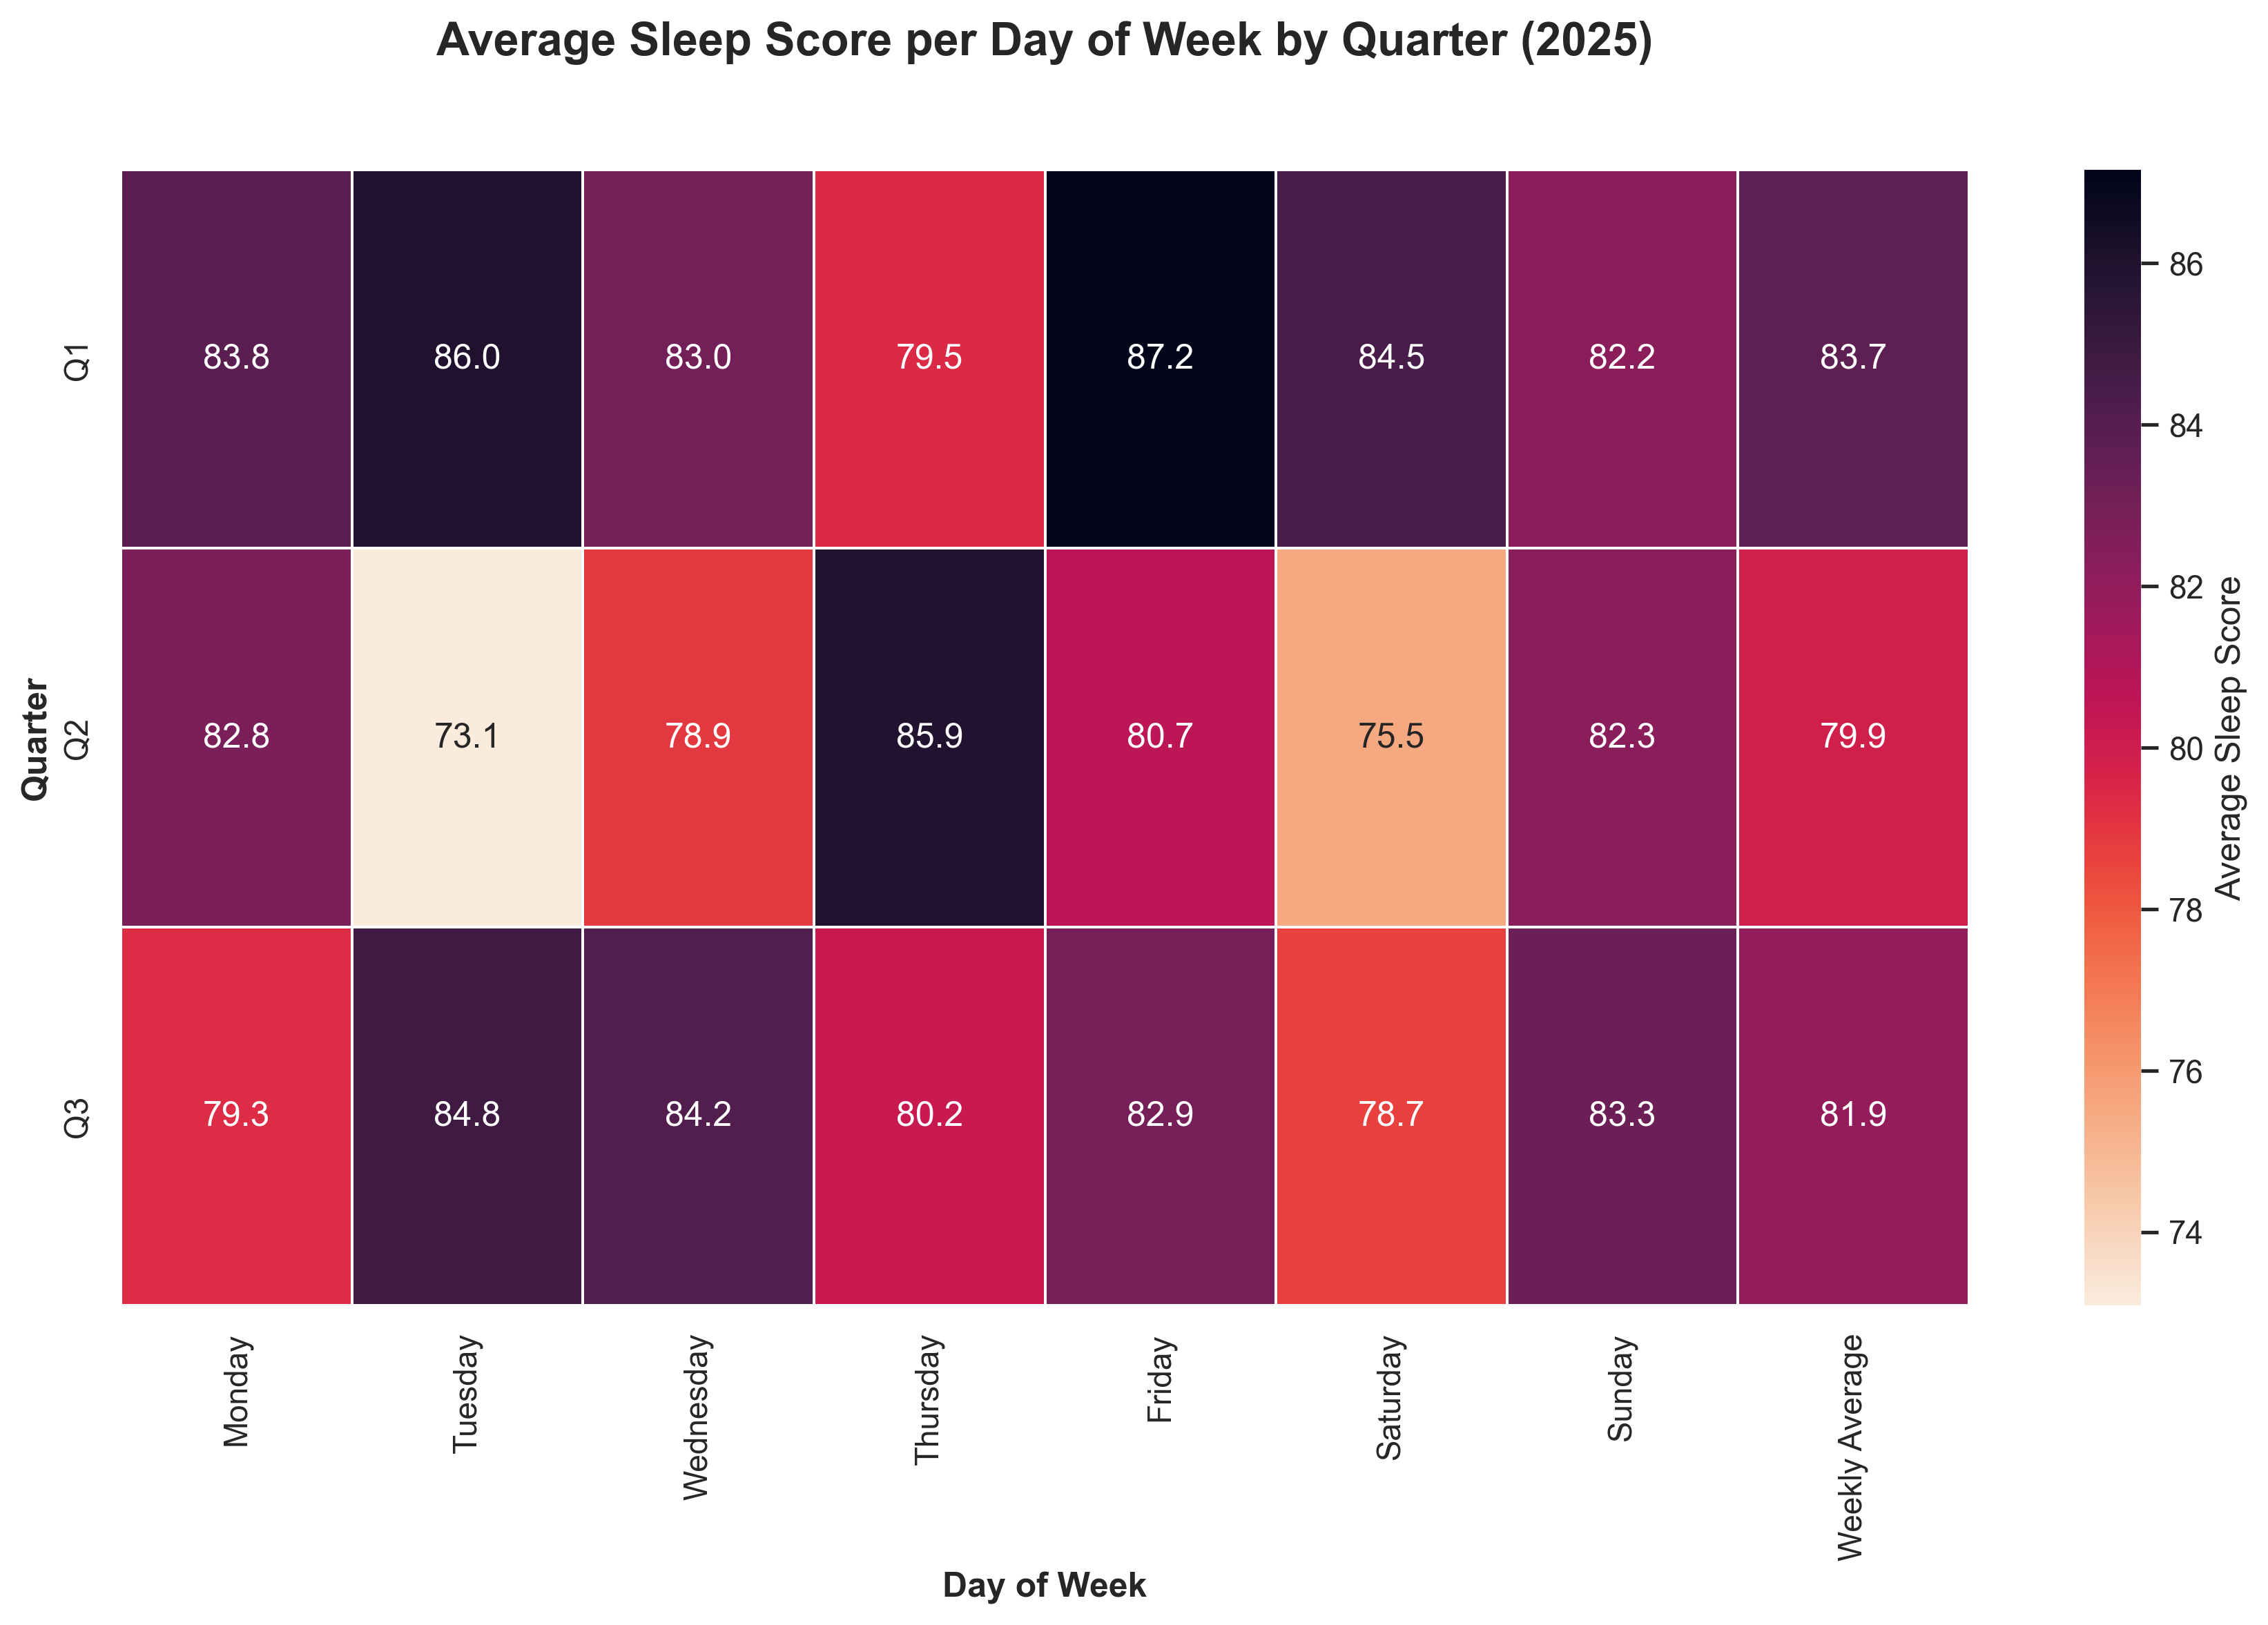 Average Sleep Score per Day of Week by Quarter (2025)
Quarter
Q1
83.8 86.0 83.0 79.5 87.2 84.5 82.2 83.7
Q2
82.8 73.1 78.9 85.9 80.7 75.5 82.3 79.9
Q3
79.3 84.8 84.2 80.2 82.9 78.7 83.3 81.9
Monday
Tuesday
Wednesday
Thursday
Friday
Saturday
Sunday
Weekly Average
Day of Week
86
84
82
80
78
76
74
Average Sleep Score